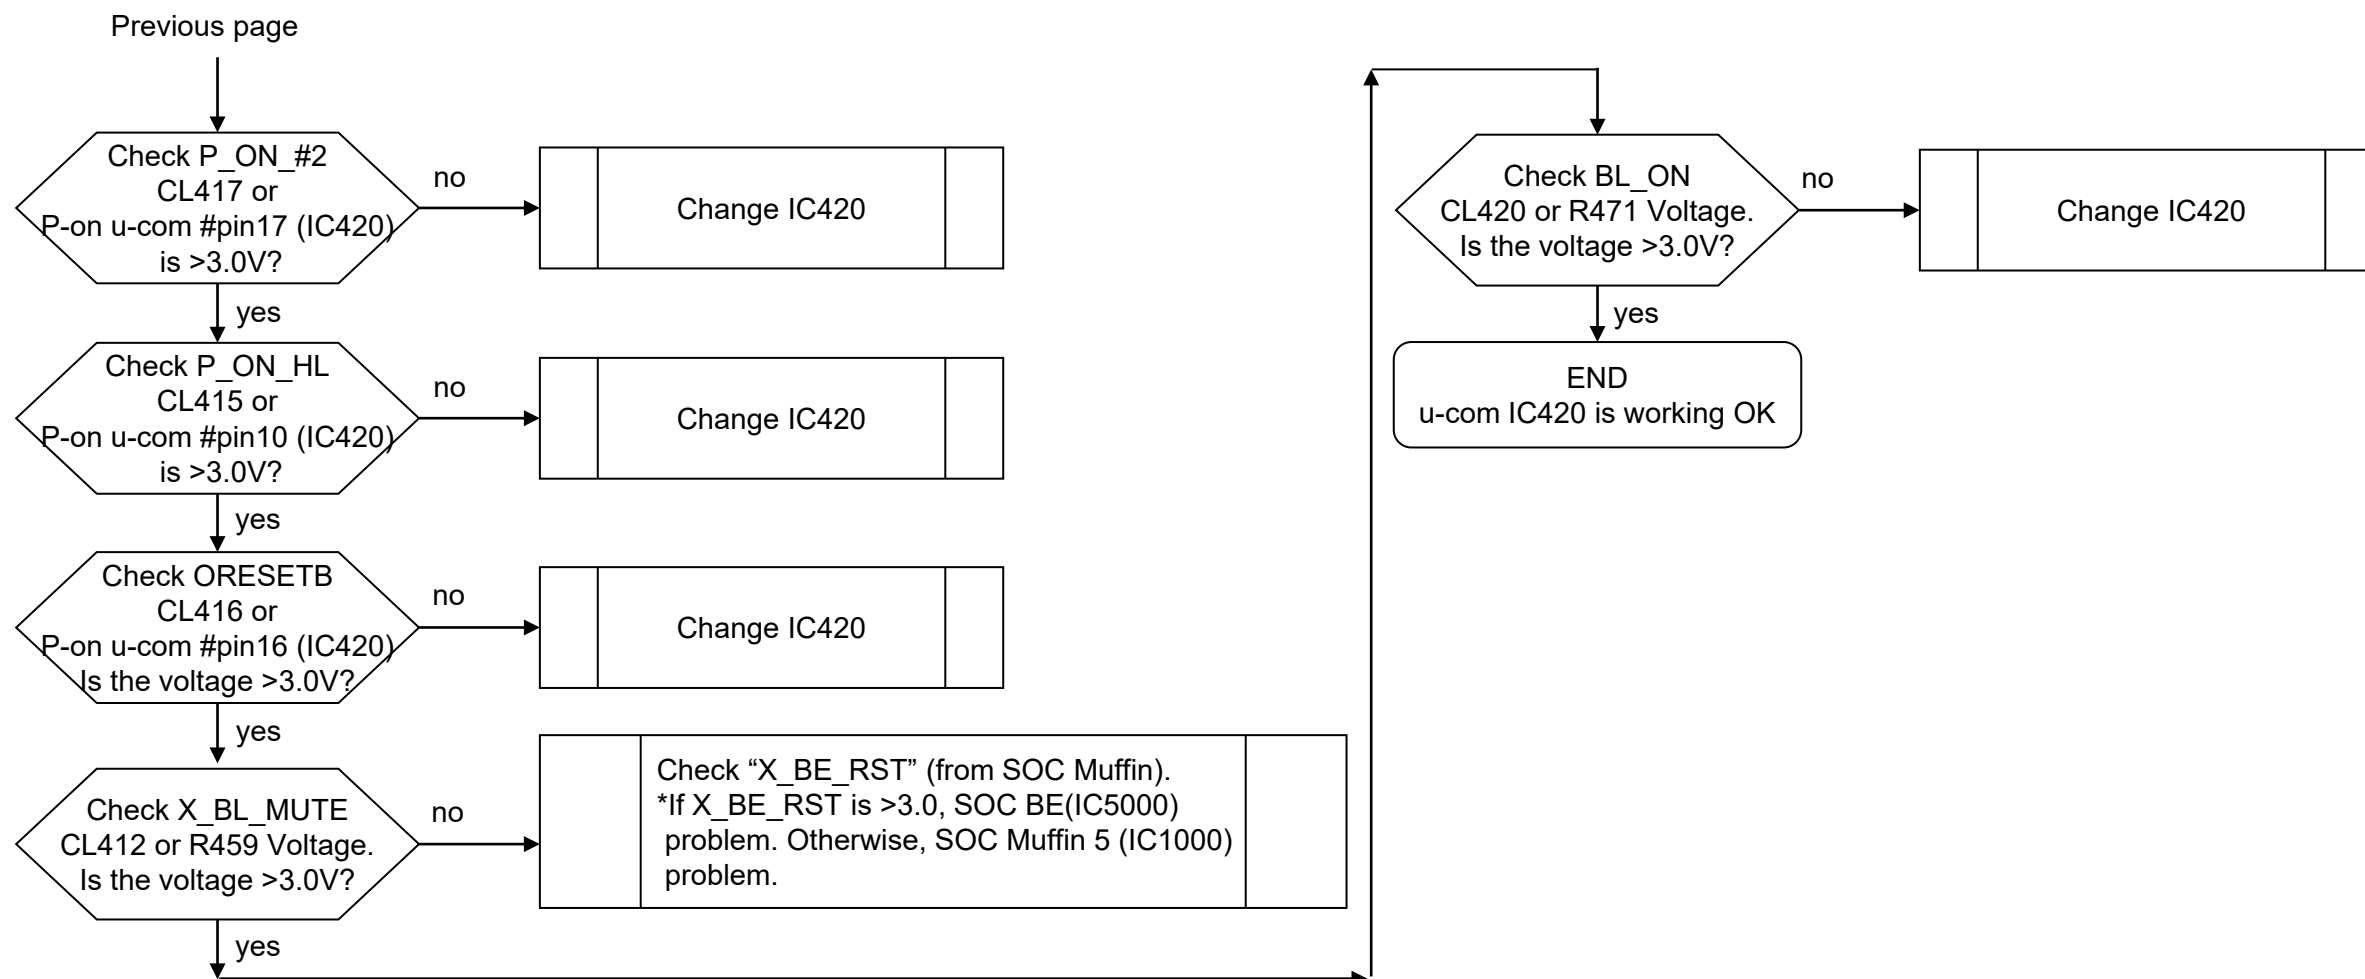 Previous page
Check P_ON_#2
CL417 or
P-on u-com #pin17 (IC420)
is >3.0V?
no
Change IC420
yes
Check P_ON_HL
CL415 or
P-on u-com #pin10 (IC420)
is >3.0V?
no
Change IC420
yes
Check ORESETB
CL416 or
P-on u-com #pin16 (IC420)
Is the voltage >3.0V?
no
Change IC420
yes
Check X_BL_MUTE
CL412 or R459 Voltage.
Is the voltage >3.0V?
no
Check “X_BE_RST” (from SOC Muffin).
*If X_BE_RST is >3.0, SOC BE(IC5000)
problem. Otherwise, SOC Muffin 5 (IC1000)
problem.
yes
Check BL_ON
CL420 or R471 Voltage.
Is the voltage >3.0V?
no
Change IC420
yes
END
u-com IC420 is working OK